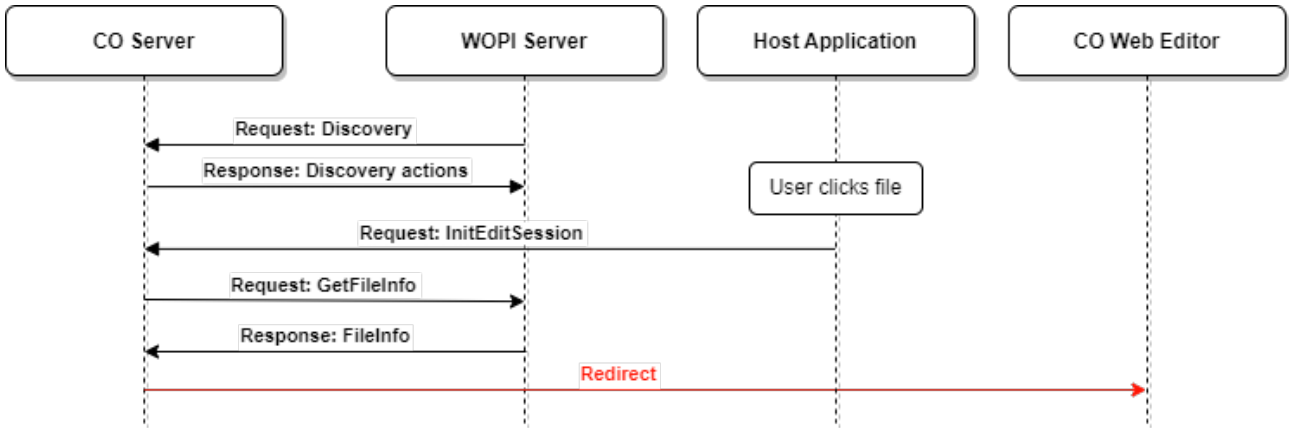 CO Server
WOPI Server
Host Application
CO Web Editor
Request: Discovery
Response: Discovery actions
User clicks file
Request: InitEditSession
Request: GetFileInfo
Response: FileInfo
Redirect